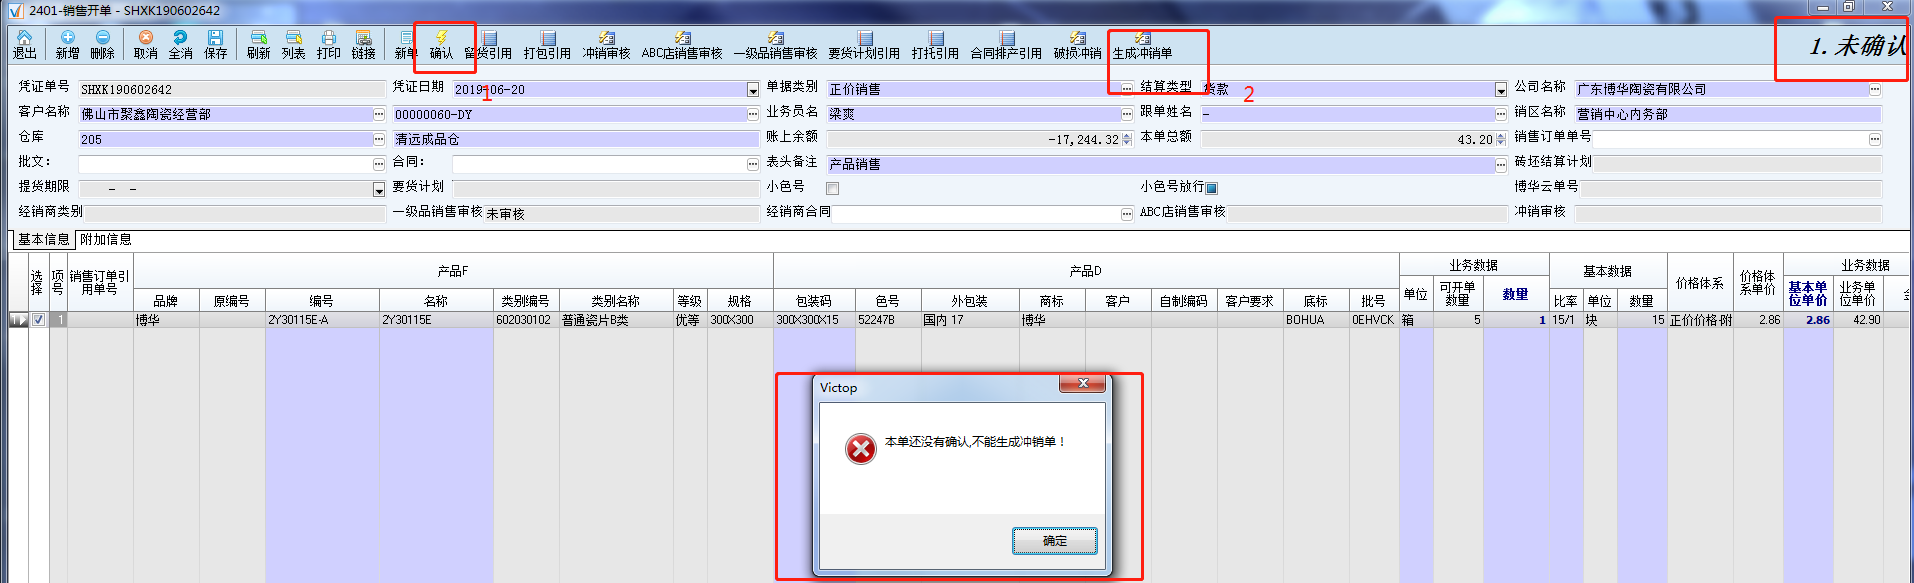 2401-销售开单 - SHXK190602642
退出 新增 删除 取消 全消 保存 刷新 列表 打印 链接 新单 确认 留货引用 打包引用 冲销审核 ABC店销售审核 一级品销售审核 要货计划引用 打托引用 合同排产引用 破损冲销 生成冲销单
1.未确认
凭证单号 SHXK190602642 凭证日期 2019-06-20 单据类别 正价销售 结算类型 货款 公司名称 广东博华陶瓷有限公司
1 2
客户名称 佛山市聚鑫陶瓷经营部 00000060-DY 业务员名 梁爽 跟单姓名 - 销区名称 营销中心内务部
仓库 205 清远成品仓 账上余额 -17,244.32 本单总额 43.20 销售订单单号
批文: 合同: 表头备注 产品销售 砖坯结算计划
提货期限 - - 要货计划 小色号 小色号放行 博华云单号
经销商类别 一级品销售审核 未审核 经销商合同 ABC店销售审核 冲销审核
基本信息 附加信息
选择 项号 销售订单引用单号 产品F 产品D 业务数据 基本数据 价格体系 价格体系单价 业务数据
品牌 原编号 编号 名称 类别编号 类别名称 等级 规格 包装码 色号 外包装 商标 客户 自制编码 客户要求 底标 批号 单位 可开单数量 数量 比率 单位 数量 基本单位单价 业务单位单价
1 博华 2Y30115E-A 2Y30115E 602030102 普通瓷片B类 优等 300X300 300X300X15 52247B 国内 17 博华 BOHUA 0EHVCK 箱 5 1 15/1 块 15 正价价格-附 2.86 2.86 42.90
Victop
本单还没有确认,不能生成冲销单！
确定